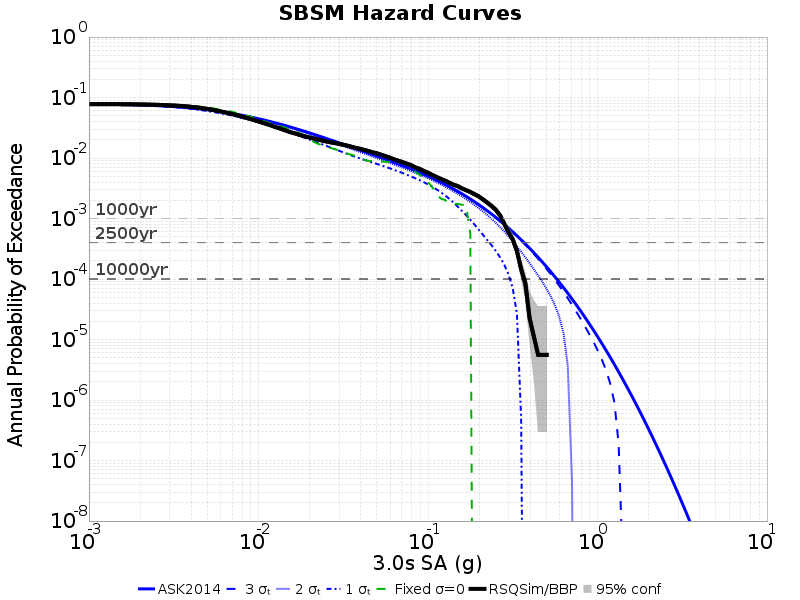 SBSM Hazard Curves
Annual Probability of Exceedance
10^0
10^-1
10^-2
10^-3
10^-4
10^-5
10^-6
10^-7
10^-8
1000yr
2500yr
10000yr
10^-3 10^-2 10^-1 10^0 10^1
3.0s SA (g)
ASK2014 3 σₜ 2 σₜ 1 σₜ Fixed σ=0 RSQSim/BBP 95% conf